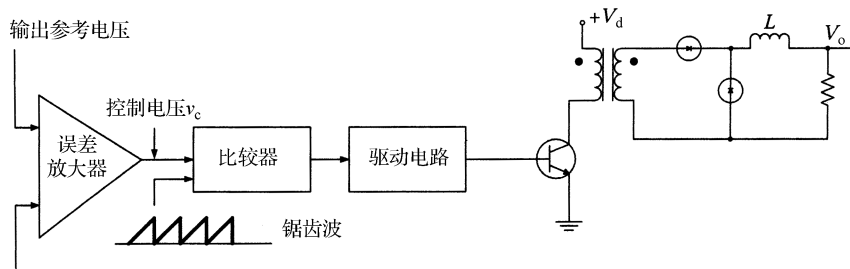 输出参考电压
+V_d
L
V_o
控制电压v_c
误差
放大器
比较器
驱动电路
锯齿波